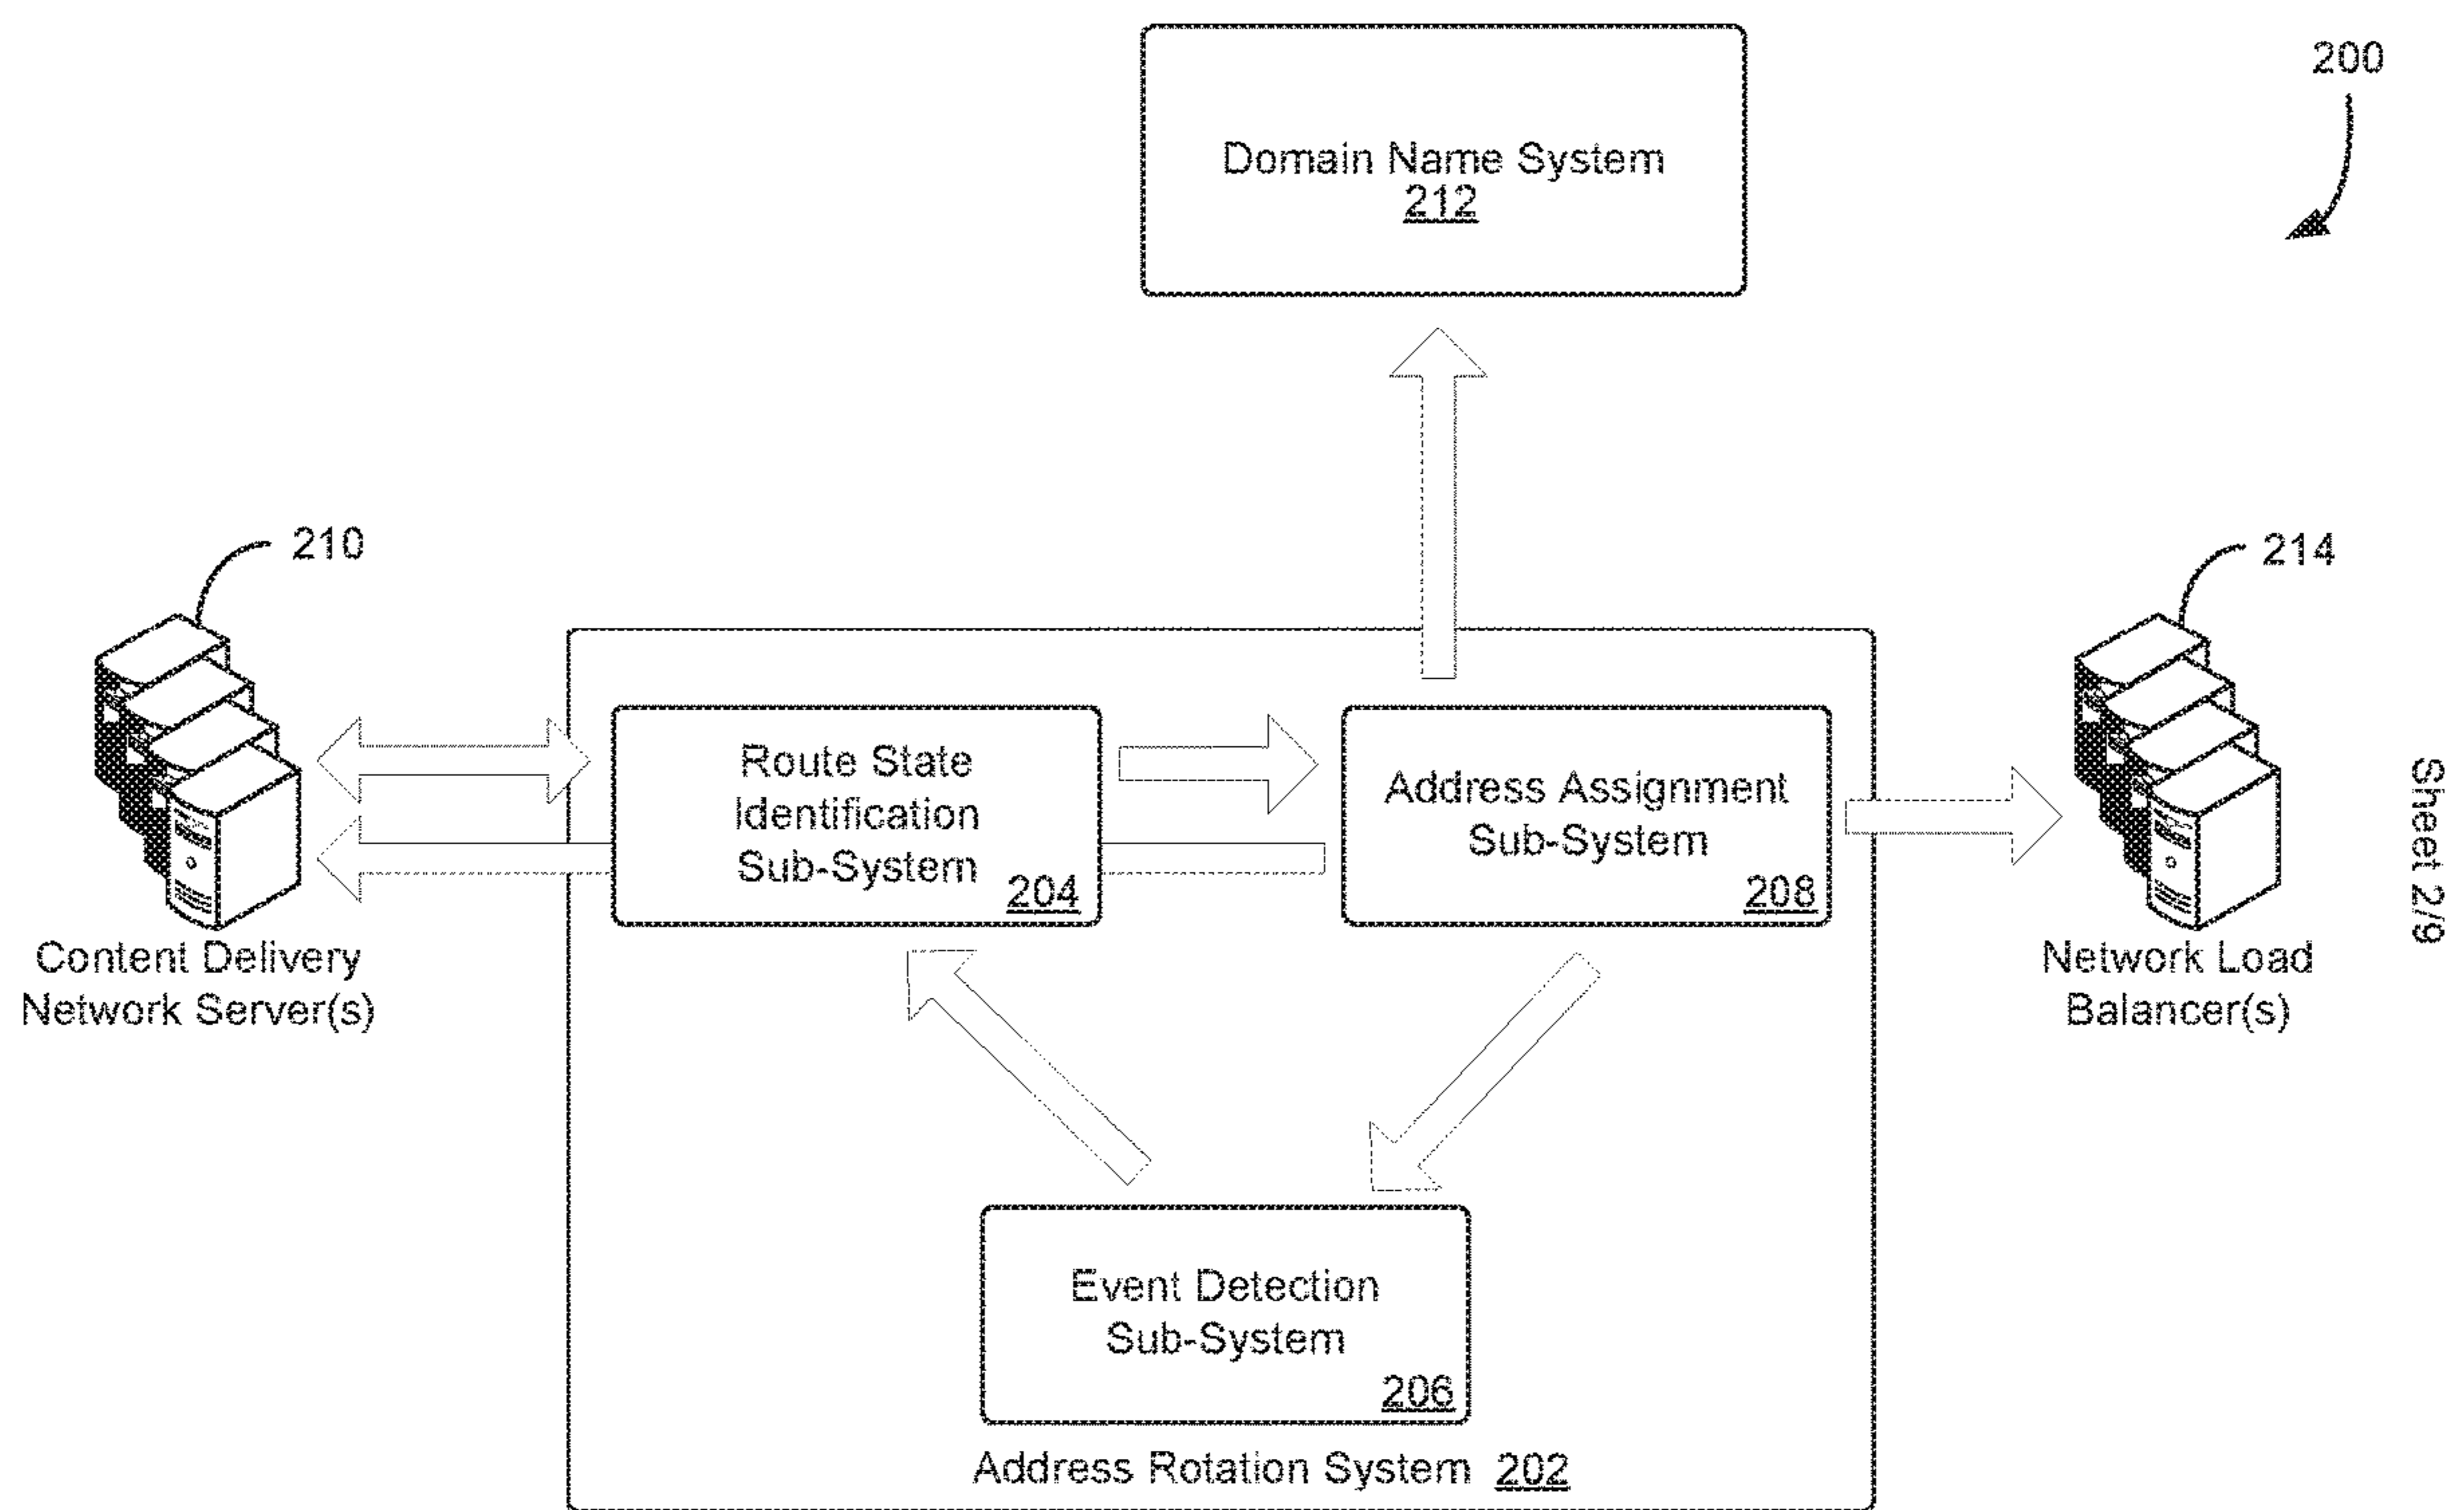 200
Domain Name System
212
210
214
Route State
Identification
Sub-System
204
Address Assignment
Sub-System
208
Content Delivery
Network Server(s)
Network Load
Balancer(s)
Sheet 2/9
Event Detection
Sub-System
206
Address Rotation System 202